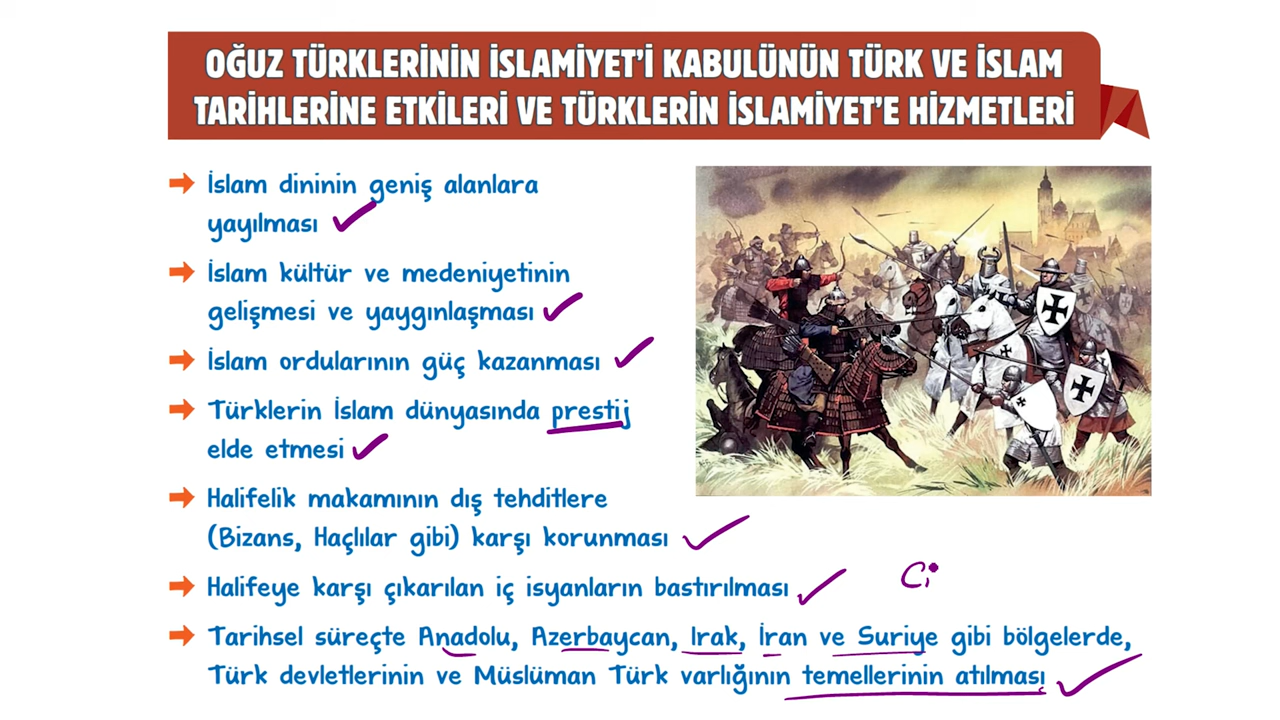 OĞUZ TÜRKLERİNİN İSLAMİYET'İ KABULÜNÜN TÜRK VE İSLAM
TARİHLERİNE ETKİLERİ VE TÜRKLERİN İSLAMİYET'E HİZMETLERİ
İslam dininin geniş alanlara
yayılması
İslam kültür ve medeniyetinin
gelişmesi ve yaygınlaşması
İslam ordularının güç kazanması
Türklerin İslam dünyasında prestij
elde etmesi
Halifelik makamının dış tehditlere
(Bizans, Haçlılar gibi) karşı korunması
Halifeye karşı çıkarılan iç isyanların bastırılması
Ci
Tarihsel süreçte Anadolu, Azerbaycan, Irak, İran ve Suriye gibi bölgelerde,
Türk devletlerinin ve Müslüman Türk varlığının temellerinin atılması